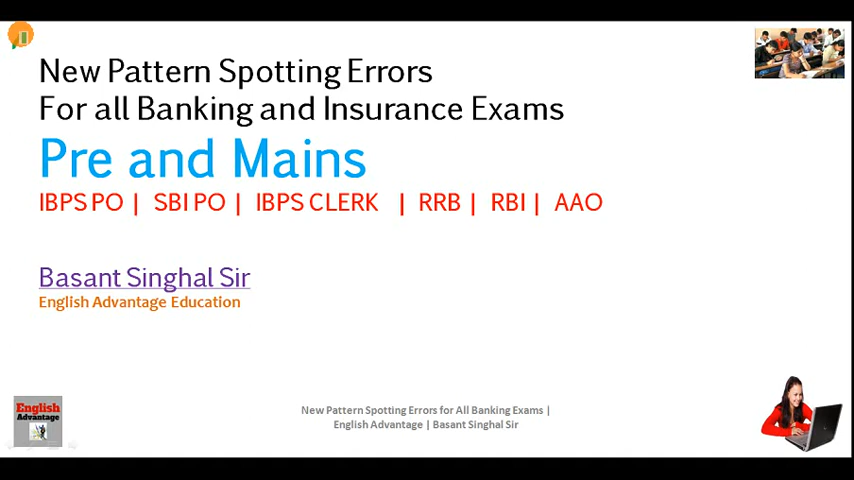 New Pattern Spotting Errors
For all Banking and Insurance Exams
Pre and Mains
IBPS PO | SBI PO | IBPS CLERK | RRB | RBI | AAO
Basant Singhal Sir
English Advantage Education
English
Advantage
New Pattern Spotting Errors for All Banking Exams |
English Advantage | Basant Singhal Sir